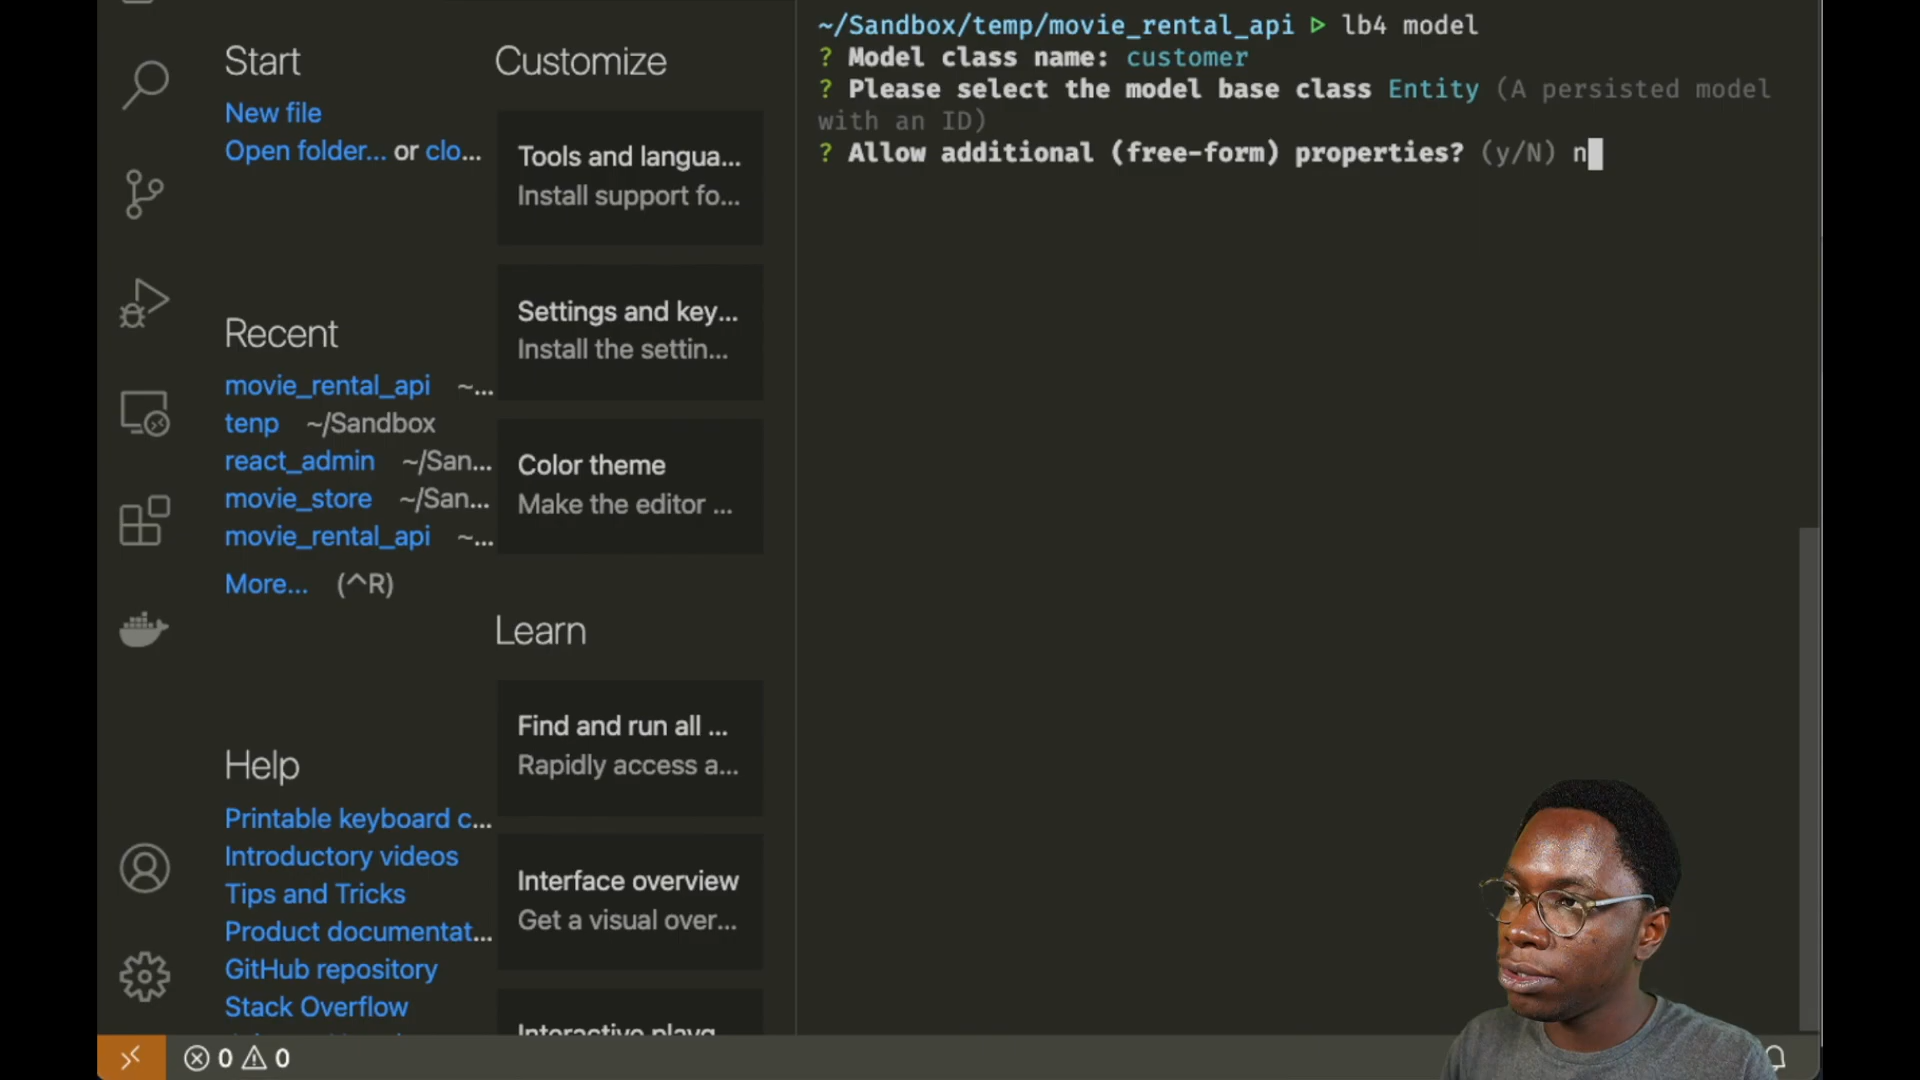 Start
New file
Open folder... or clo...
Recent
movie_rental_api ~...
tenp ~/Sandbox
react_admin ~/San...
movie_store ~/San...
movie_rental_api ~...
More... (^R)
Help
Printable keyboard c...
Introductory videos
Tips and Tricks
Product documentat...
GitHub repository
Stack Overflow
Customize
Tools and langua...
Install support fo...
Settings and key...
Install the settin...
Color theme
Make the editor ...
Learn
Find and run all ...
Rapidly access a...
Interface overview
Get a visual over...
Interactive playg
~/Sandbox/temp/movie_rental_api ▷ lb4 model
? Model class name: customer
? Please select the model base class Entity (A persisted model
with an ID)
? Allow additional (free-form) properties? (y/N) n
0 0